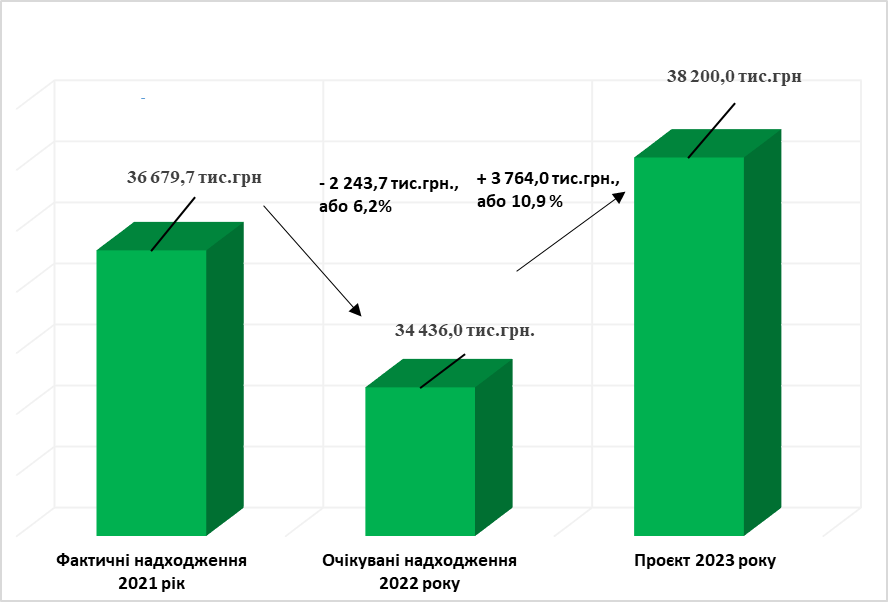 38 200,0 тис.грн
36 679,7 тис.грн
- 2 243,7 тис.грн.,
або 6,2%
+ 3 764,0 тис.грн.,
або 10,9 %
34 436,0 тис.грн.
Фактичні надходження
2021 рік
Очікувані надходження
2022 року
Проєкт 2023 року